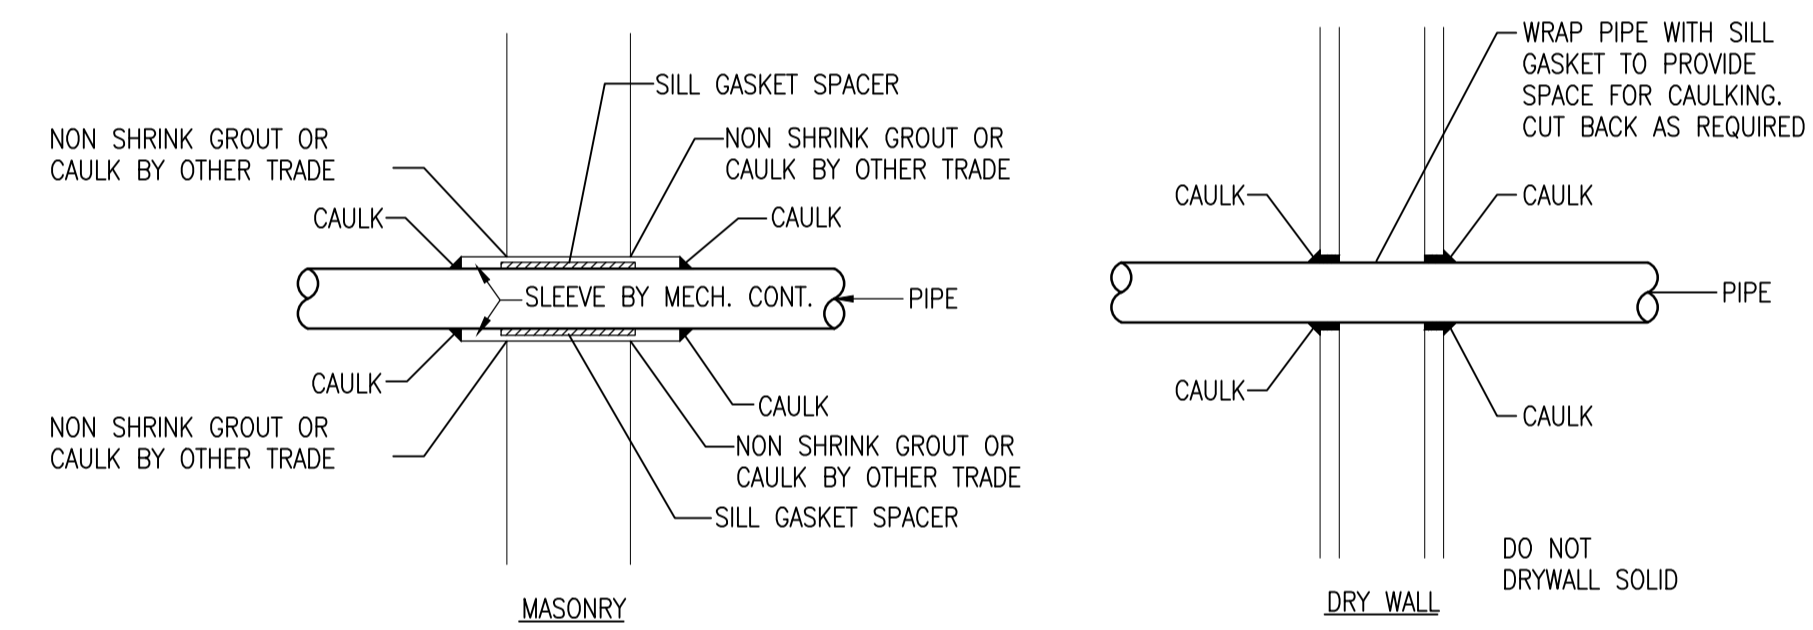 SILL GASKET SPACER
NON SHRINK GROUT OR
CAULK BY OTHER TRADE
NON SHRINK GROUT OR
CAULK BY OTHER TRADE
CAULK
CAULK
SLEEVE BY MECH. CONT.
PIPE
CAULK
CAULK
NON SHRINK GROUT OR
CAULK BY OTHER TRADE
NON SHRINK GROUT OR
CAULK BY OTHER TRADE
SILL GASKET SPACER
MASONRY
WRAP PIPE WITH SILL
GASKET TO PROVIDE
SPACE FOR CAULKING.
CUT BACK AS REQUIRED
CAULK
CAULK
PIPE
CAULK
CAULK
DO NOT
DRYWALL SOLID
DRY WALL